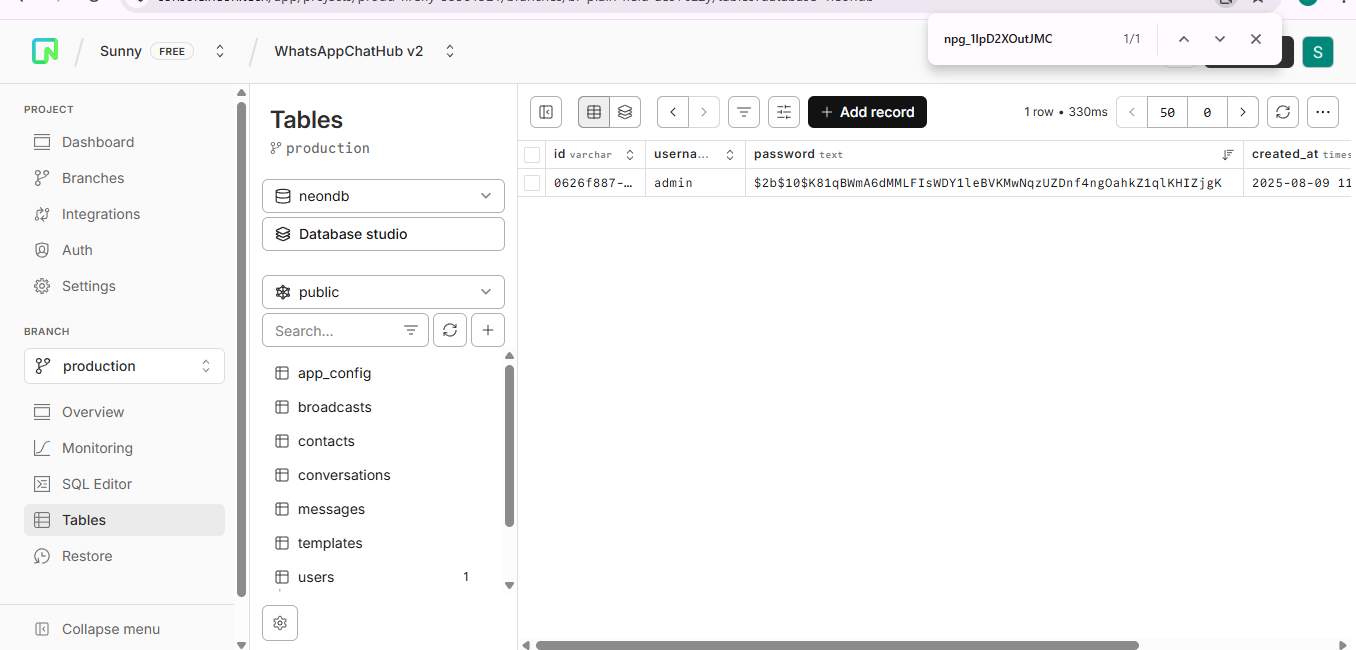 npg_1IpD2XOutJMC 1/1
Sunny FREE WhatsAppChatHub v2 S
PROJECT
Dashboard
Branches
Integrations
Auth
Settings
BRANCH
production
Overview
Monitoring
SQL Editor
Tables
Restore
Collapse menu
Tables
production
neondb
Database studio
public
Search...
app_config
broadcasts
contacts
conversations
messages
templates
users 1
+ Add record 1 row • 330ms 50 0
id varchar userna... password text created_at times
0626f887-... admin $2b$10$K81qBWmA6dMMLFIsWDY1leBVKMwNqzUZDnf4ngOahkZ1qlKHIZjgK 2025-08-09 11